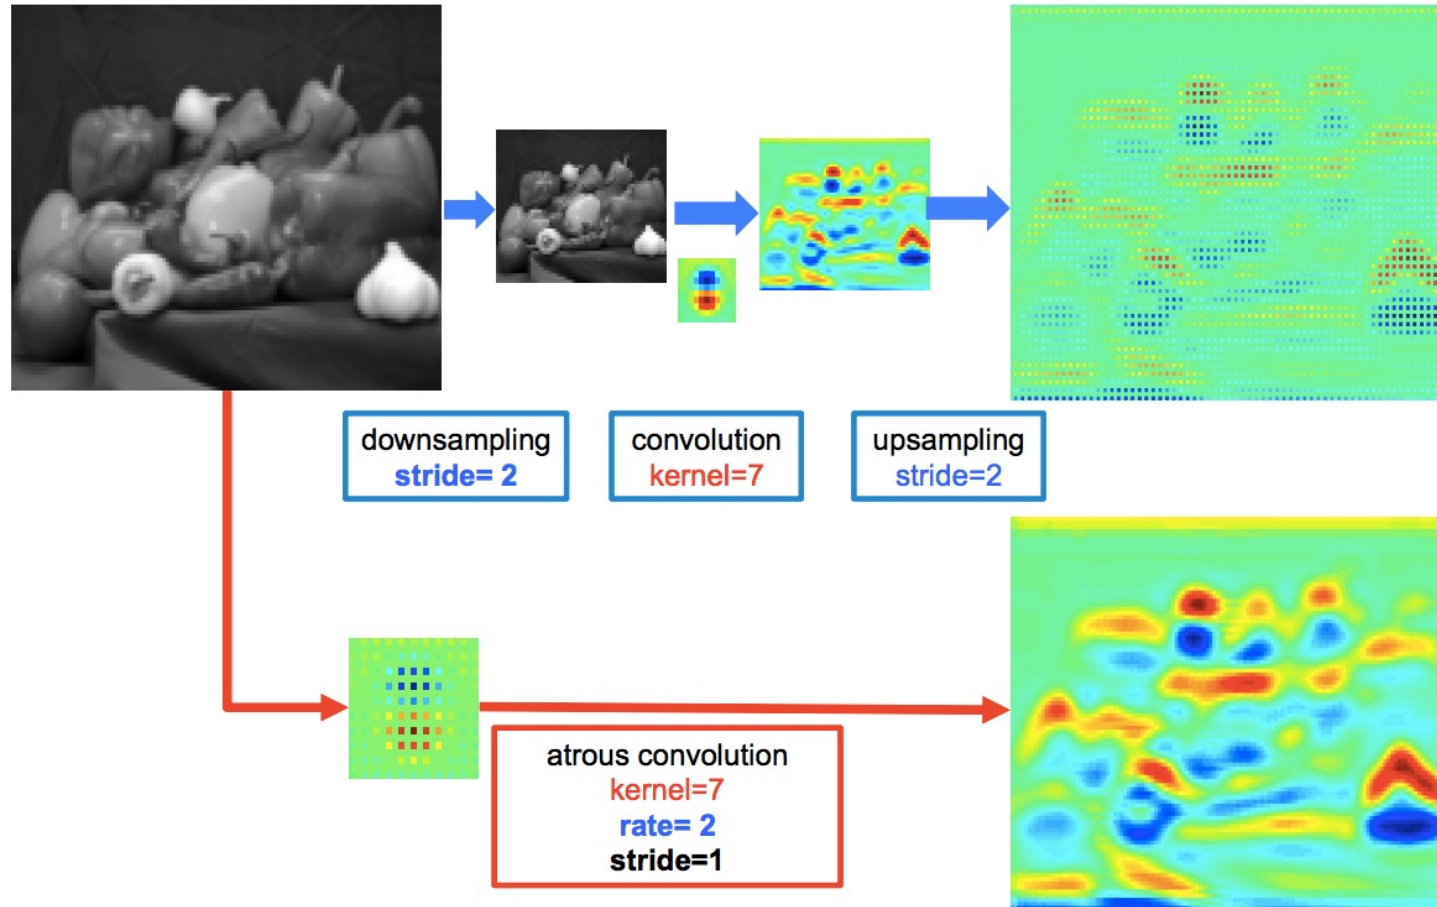 downsampling
stride= 2
convolution
kernel=7
upsampling
stride=2
atrous convolution
kernel=7
rate= 2
stride=1